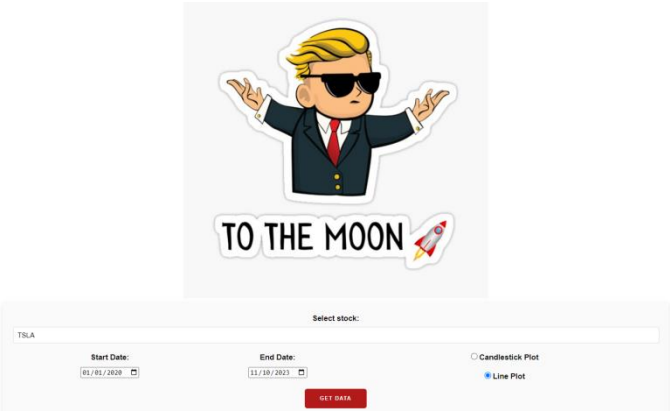 TO THE MOON
Select stock:
TSLA
Start Date: End Date: Candlestick Plot
01/01/2020 11/10/2023 Line Plot
GET DATA